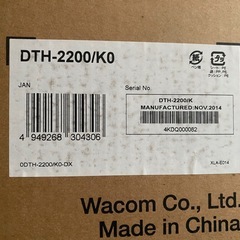 DTH-2200/K0
JAN
4 949268 304306
Serial No.
DTH-2200/K
MANUFACTURED:NOV.2014
4KDQ000082
0DTH-2200/K0-DX
XLA-E014
Wacom Co., Ltd.
Made in China